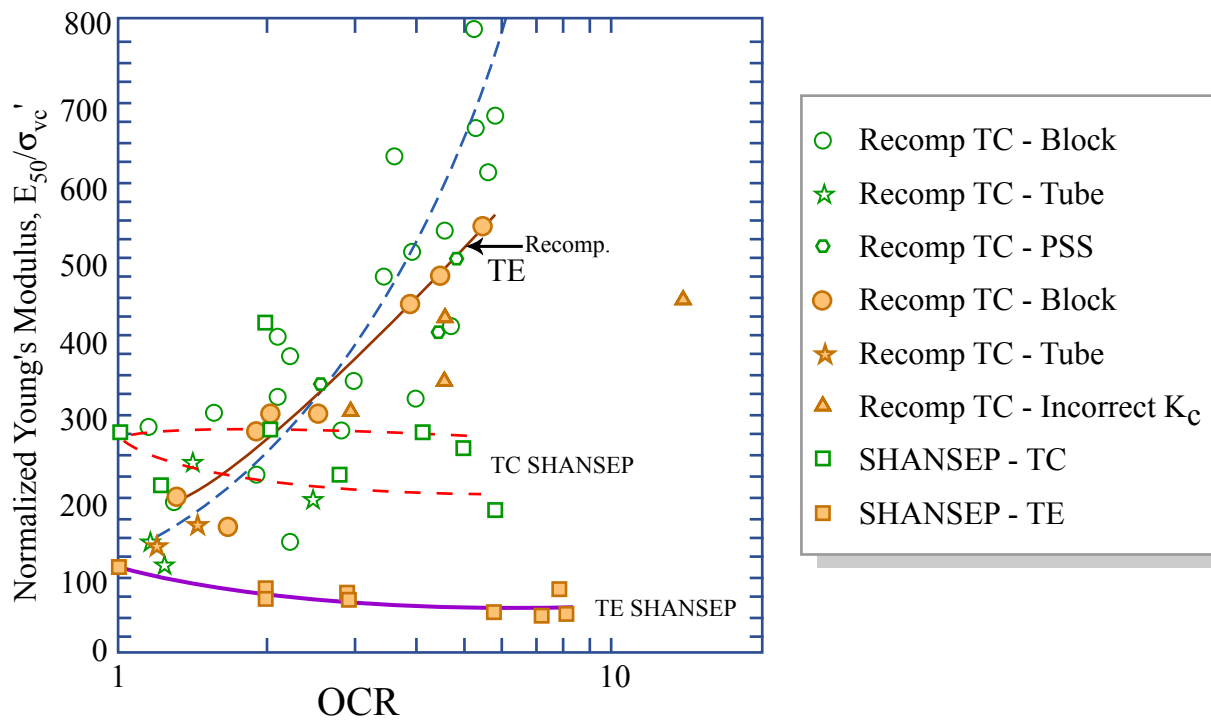 Normalized Young's Modulus, E50/σvc'
800
700
600
500
400
300
200
100
0
1
10
OCR
Recomp.
TE
TC SHANSEP
TE SHANSEP
Recomp TC - Block
Recomp TC - Tube
Recomp TC - PSS
Recomp TC - Block
Recomp TC - Tube
Recomp TC - Incorrect Kc
SHANSEP - TC
SHANSEP - TE